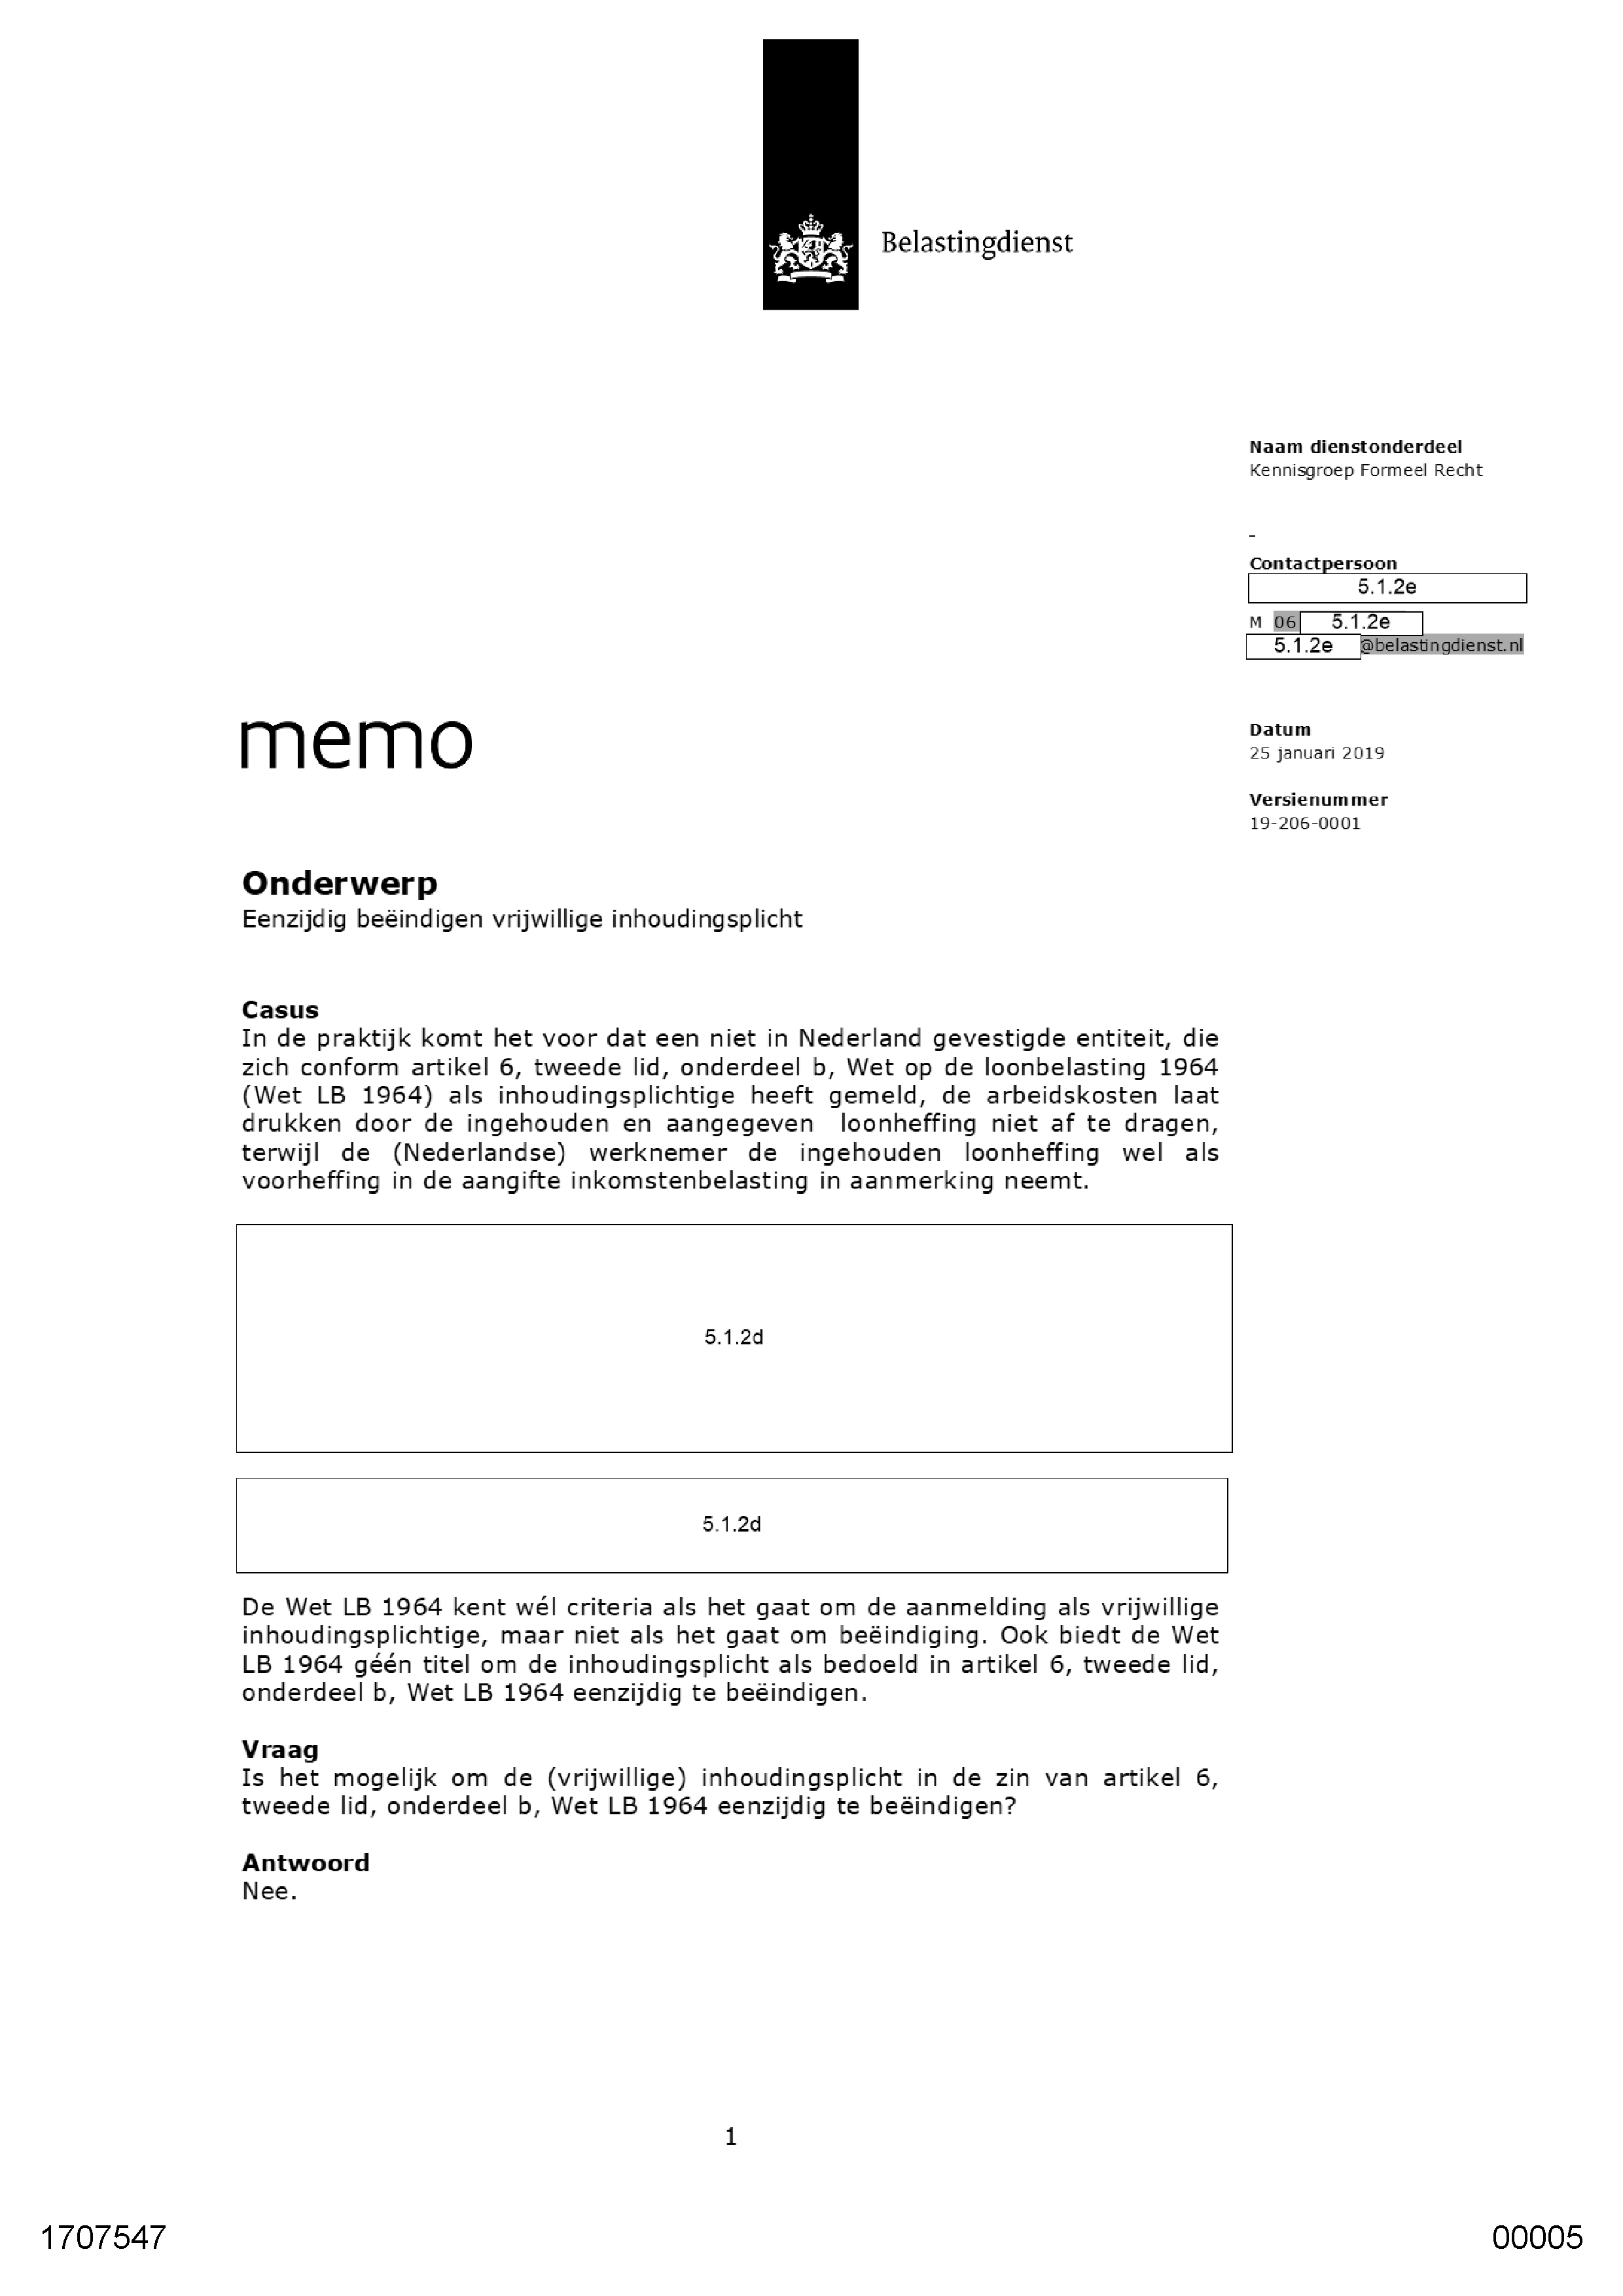 Belastingdienst
Naam dienstonderdeel
Kennisgroep Formeel Recht
-
Contactpersoon
5.1.2e
M 06 5.1.2e
5.1.2e @belastingdienst.nl
memo
Datum
25 januari 2019
Versienummer
19-206-0001
Onderwerp
Eenzijdig beëindigen vrijwillige inhoudingsplicht
Casus
In de praktijk komt het voor dat een niet in Nederland gevestigde entiteit, die
zich conform artikel 6, tweede lid, onderdeel b, Wet op de loonbelasting 1964
(Wet LB 1964) als inhoudingsplichtige heeft gemeld, de arbeidskosten laat
drukken door de ingehouden en aangegeven loonheffing niet af te dragen,
terwijl de (Nederlandse) werknemer de ingehouden loonheffing wel als
voorheffing in de aangifte inkomstenbelasting in aanmerking neemt.
5.1.2d
5.1.2d
De Wet LB 1964 kent wél criteria als het gaat om de aanmelding als vrijwillige
inhoudingsplichtige, maar niet als het gaat om beëindiging. Ook biedt de Wet
LB 1964 géén titel om de inhoudingsplicht als bedoeld in artikel 6, tweede lid,
onderdeel b, Wet LB 1964 eenzijdig te beëindigen.
Vraag
Is het mogelijk om de (vrijwillige) inhoudingsplicht in de zin van artikel 6,
tweede lid, onderdeel b, Wet LB 1964 eenzijdig te beëindigen?
Antwoord
Nee.
1
1707547
00005